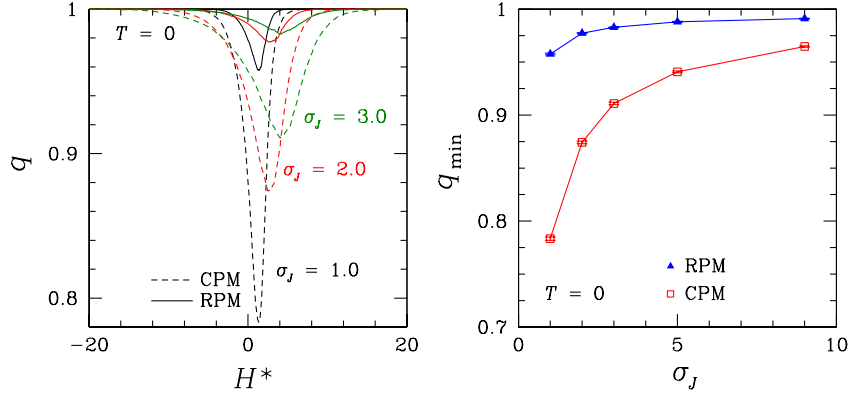 T = 0
σJ = 3.0
σJ = 2.0
σJ = 1.0
CPM
RPM
q
1
0.9
0.8
-20
0
20
H*
1
0.9
0.8
0.7
qmin
RPM
CPM
T = 0
0
5
10
σJ